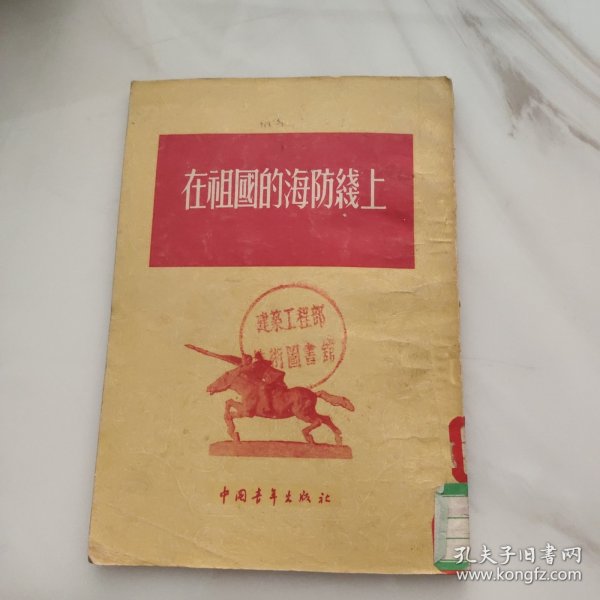 在祖國的海防綫上
建築工程部
術圖書館
中国青年出版社
孔夫子旧书网
www.kongfz.com